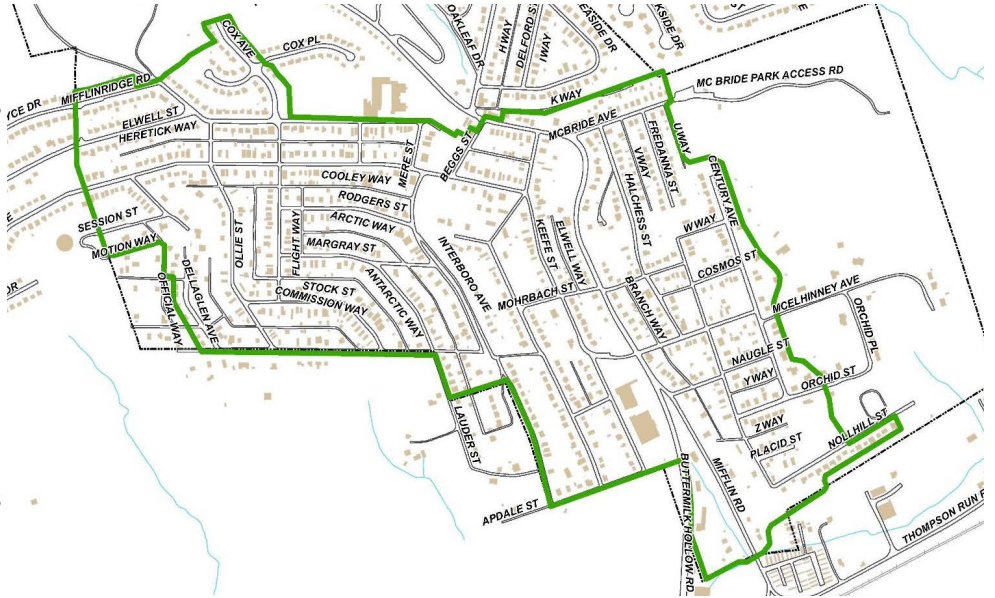 COX AVE
COX PL
OAKLEAF DR
H WAY
DELFORD ST
I WAY
EASIDE DR
KSIDE DR
YCE DR
MIFFLINRIDGE RD
K WAY
MC BRIDE PARK ACCESS RD
ELWELL ST
HERETICK WAY
MCBRIDE AVE
U WAY
FREDANNA ST
V WAY
MERE ST
BEGGS ST
HALCHESS ST
CENTURY AVE
COOLEY WAY
RODGERS ST
ARCTIC WAY
MARGRAY ST
SESSION ST
MOTION WAY
OLLIE ST
FLIGHT WAY
INTERBORO AVE
KEEFE ST
ELWELL WAY
W WAY
COSMOS ST
STOCK ST
COMMISSION WAY
ANTARCTIC WAY
OFFICIAL WAY
DELLAGLEN AVE
MOHRBACH ST
BRANCH WAY
MCELHINNEY AVE
ORCHID PL
NAUGLE ST
Y WAY
ORCHID ST
LAUDER ST
Z WAY
PLACID ST
NOLLHILL ST
MIFFLIN RD
BUTTERMILK HOLLOW RD
APDALE ST
THOMPSON RUN R